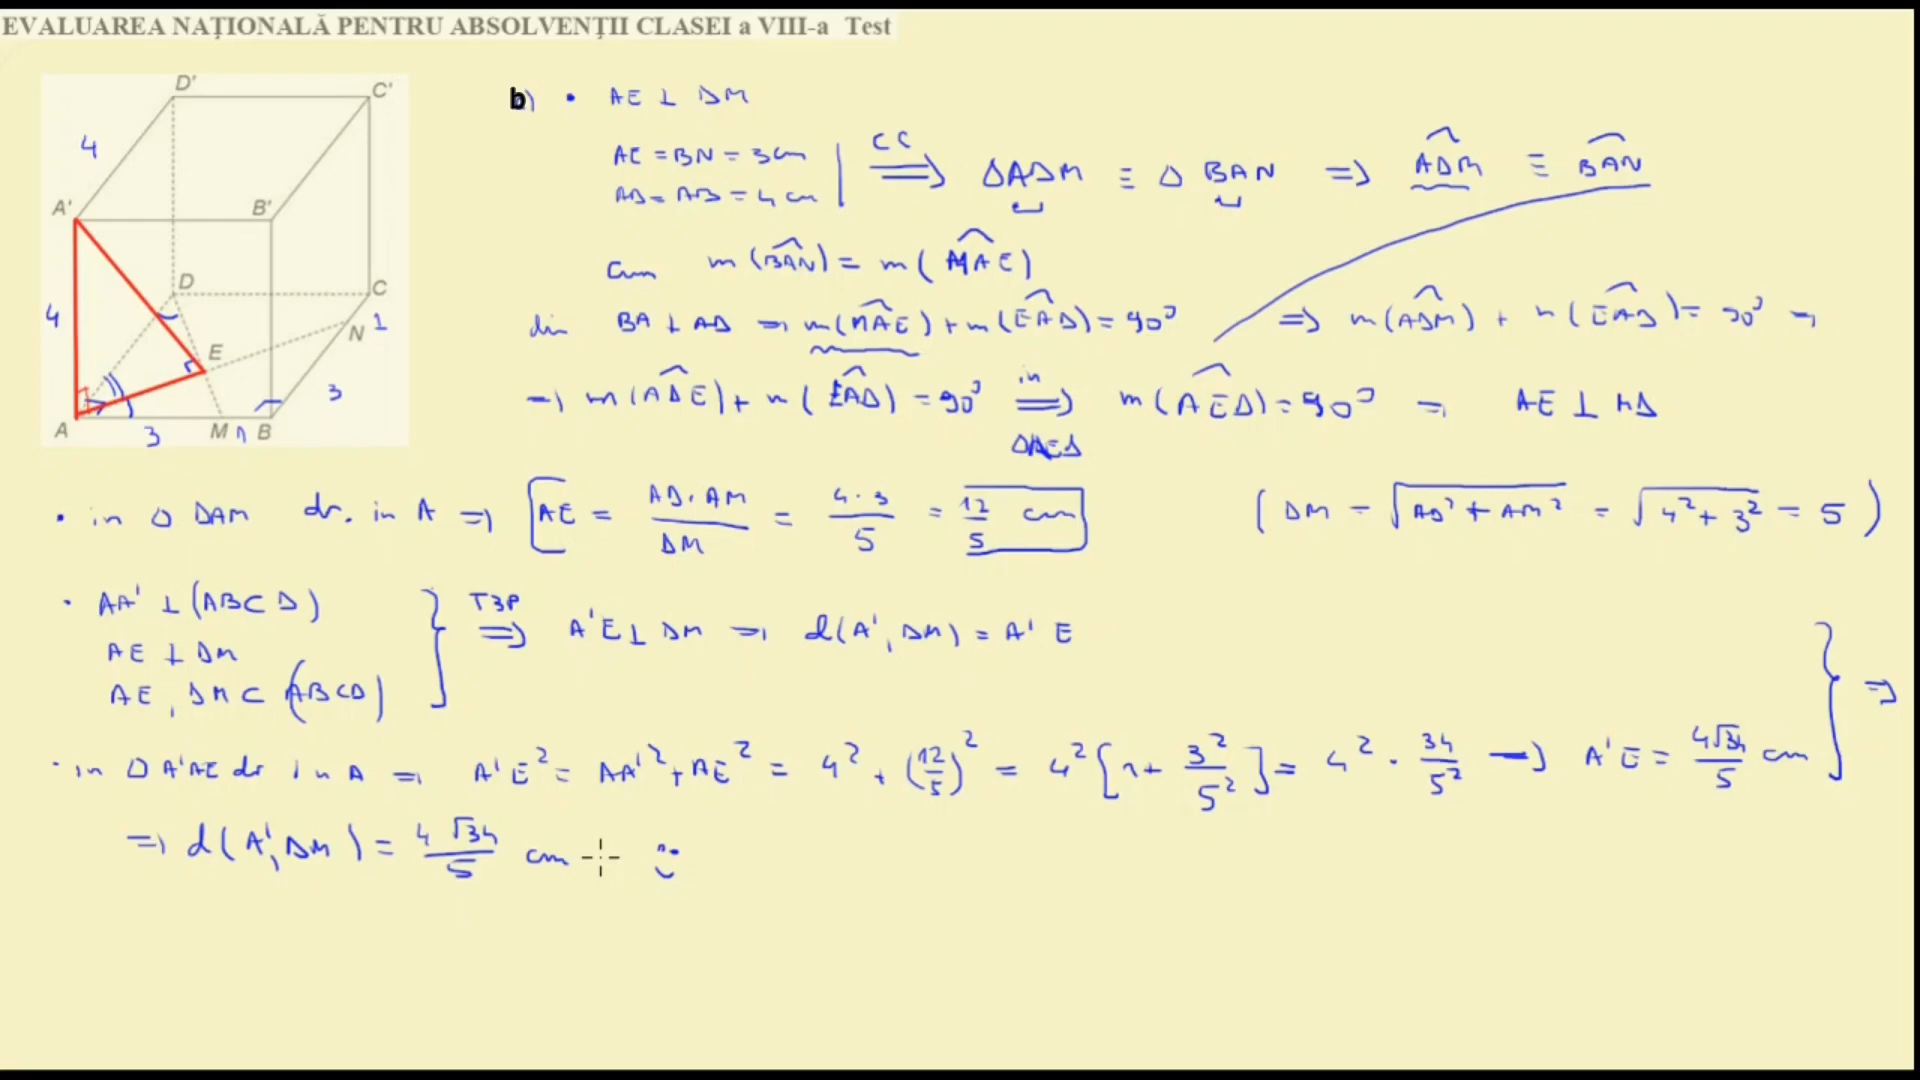 EVALUAREA NAȚIONALĂ PENTRU ABSOLVENȚII CLASEI a VIII-a Test
D'
C'
4
A'
B'
D
C
4
1
N
E
3
A
3
M
1
B
b) • AE ⊥ DM
AE = BN = 3cm
AD = AB = 4 cm
CC ⟹ ΔADM ≡ Δ BAN ⇒ ADM ≡ BAN
cum m(BAN) = m(MAE)
din BA ⊥ AD ⇒ m(MAE) + m(EAD) = 90° ⇒ m(ADM) + m(EAD) = 90° ⇒
⇒ m(ADE) + m(EAD) = 90° in ⟹ ΔAED m(AED) = 90° ⇒ AE ⊥ MD
• in Δ DAM dr. in A ⇒ AE = AD·AM / DM = 4·3 / 5 = 12/5 cm (DM = √AD² + AM² = √4² + 3² = 5)
• AA' ⊥ (ABCD)
AE ⊥ DM
AE, DM ⊂ (ABCD)
T3P ⟹ A'E ⊥ DM ⇒ d(A', DM) = A'E
• in Δ A'AE dr in A ⇒ A'E² = AA'² + AE² = 4² + (12/5)² = 4² [1 + 3²/5²] = 4² · 34/5² ⇒ A'E = 4√34/5 cm ⇒
⇒ d(A', DM) = 4√34/5 cm